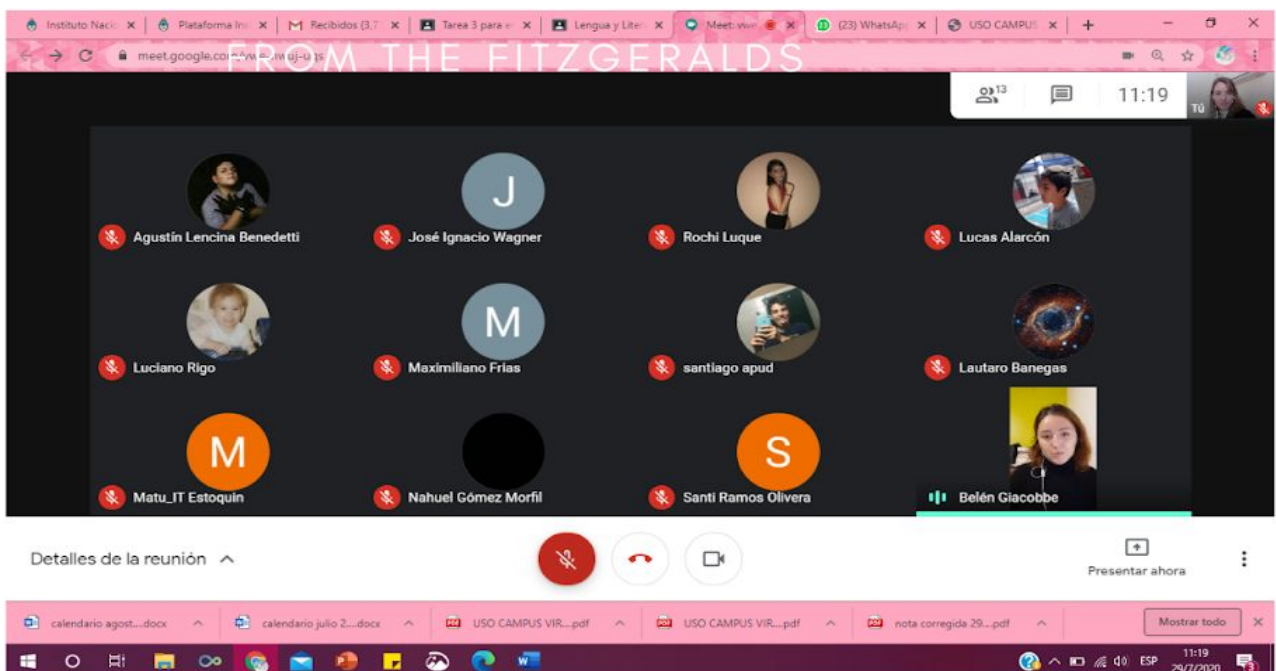 Instituto Nacio
Plataforma Ins
Recibidos (3.7
Tarea 3 para e
Lengua y Liter
Meet: vwe
(23) WhatsAp
USO CAMPUS
FROM THE FITZGERALDS
meet.google.com
13
11:19
Tú
Agustín Lencina Benedetti
J
José Ignacio Wagner
Rochi Luque
Lucas Alarcón
Luciano Rigo
M
Maximiliano Frias
santiago apud
Lautaro Banegas
M
Matu_IT Estoquin
Nahuel Gómez Morfil
S
Santi Ramos Olivera
Belén Giacobbe
Detalles de la reunión
Presentar ahora
calendario agost....docx
calendario julio 2....docx
USO CAMPUS VIR....pdf
USO CAMPUS VIR....pdf
nota corregida 29....pdf
Mostrar todo
ESP
11:19
29/7/2020
3